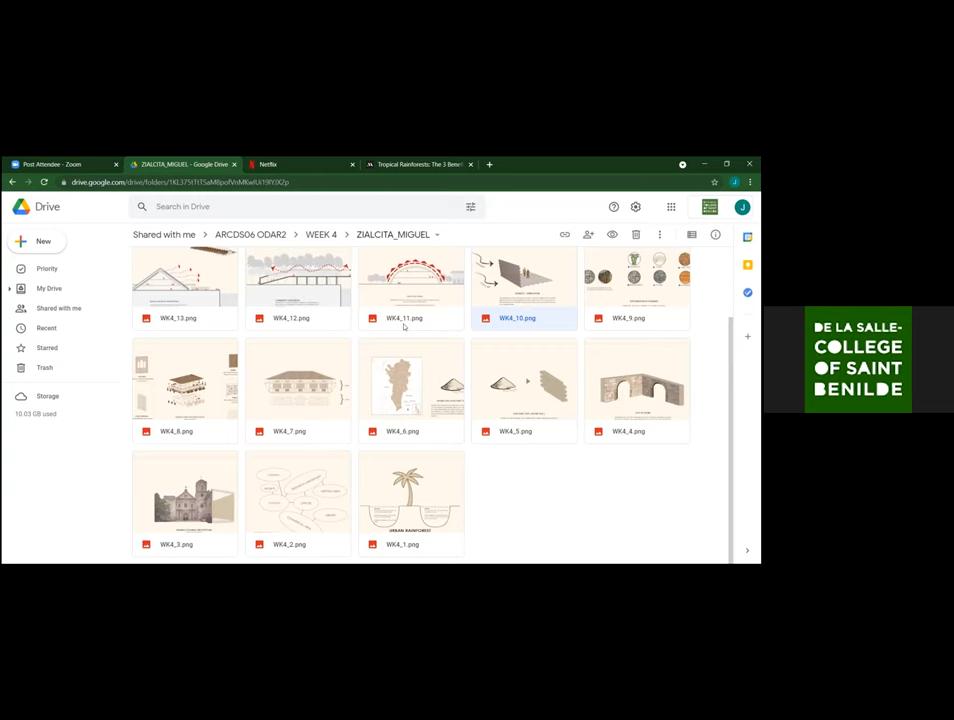 Post Attendee - Zoom
ZIALCITA_MIGUEL - Google Drive
Netflix
Tropical Rainforests: The 3 Bene
Drive
Search in Drive
J
New
Shared with me
ARCDS06 ODAR2
WEEK 4
ZIALCITA_MIGUEL
Priority
My Drive
Shared with me
Recent
Starred
Trash
Storage
10.03 GB used
WK4_13.png
WK4_12.png
WK4_11.png
WK4_10.png
WK4_9.png
WK4_8.png
WK4_7.png
WK4_6.png
WK4_5.png
WK4_4.png
WK4_3.png
WK4_2.png
URBAN RAINFOREST
WK4_1.png
DE LA SALLE-
COLLEGE
OF SAINT
BENILDE